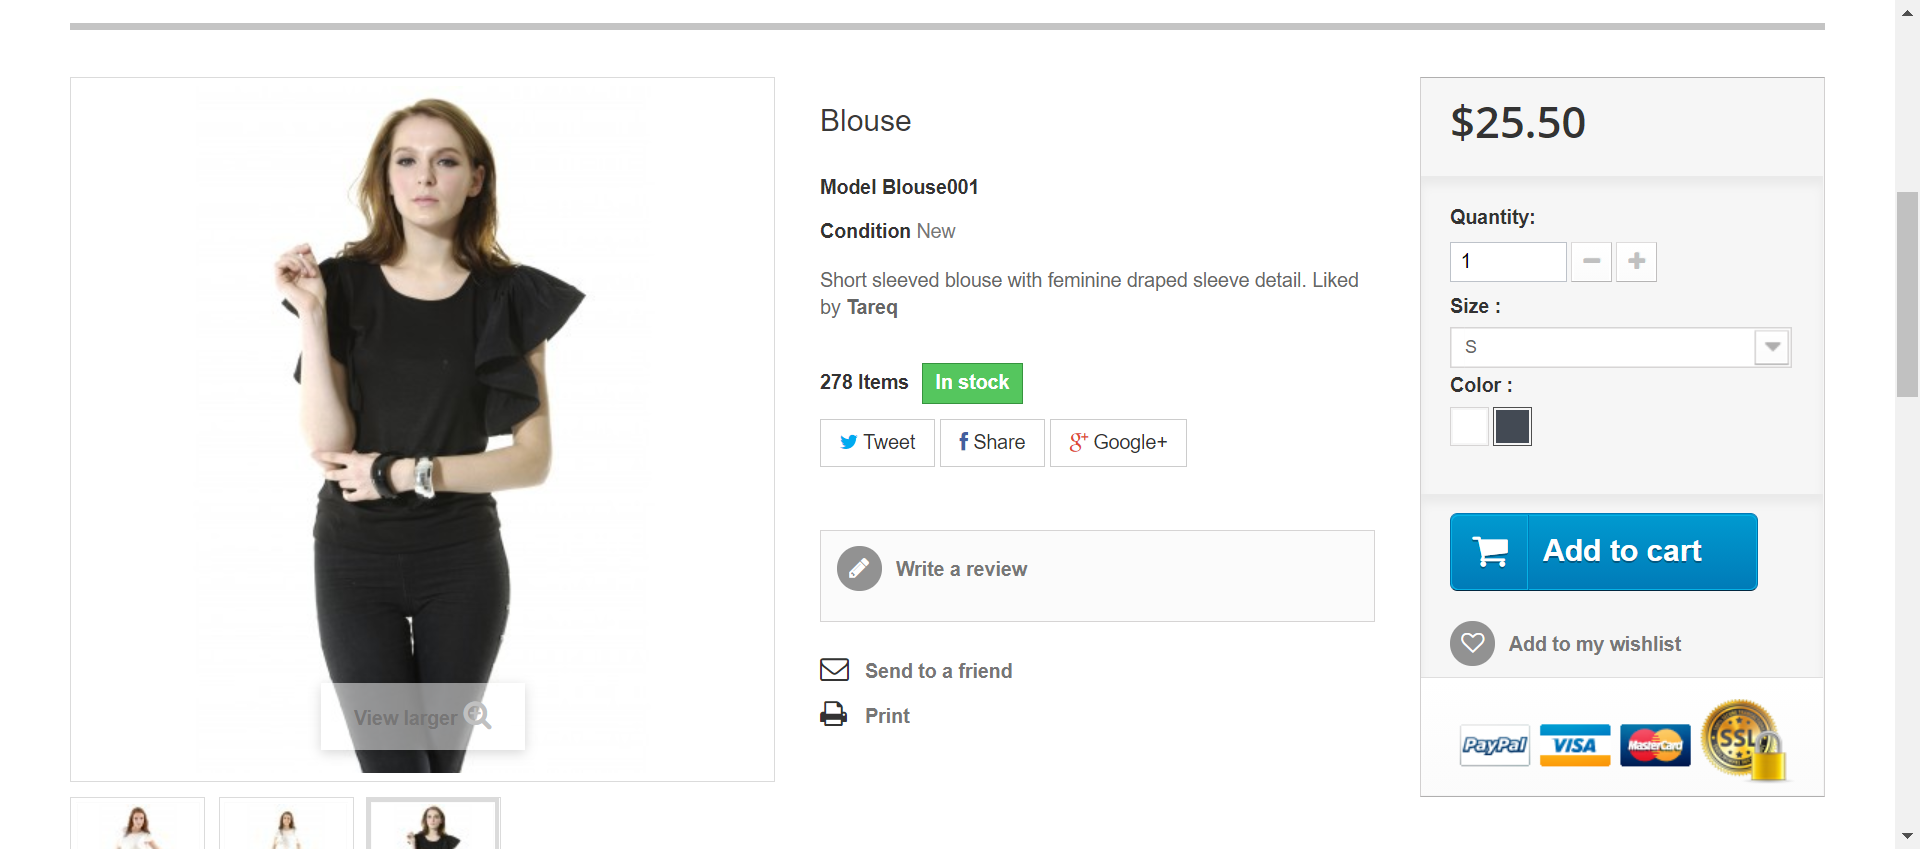 Blouse
Model Blouse001
Condition New
Short sleeved blouse with feminine draped sleeve detail. Liked
by Tareq
278 Items In stock
Tweet
Share
g+ Google+
Write a review
Send to a friend
Print
View larger
$25.50
Quantity:
1
Size :
S
Color :
Add to cart
Add to my wishlist
PayPal VISA MasterCard SSL